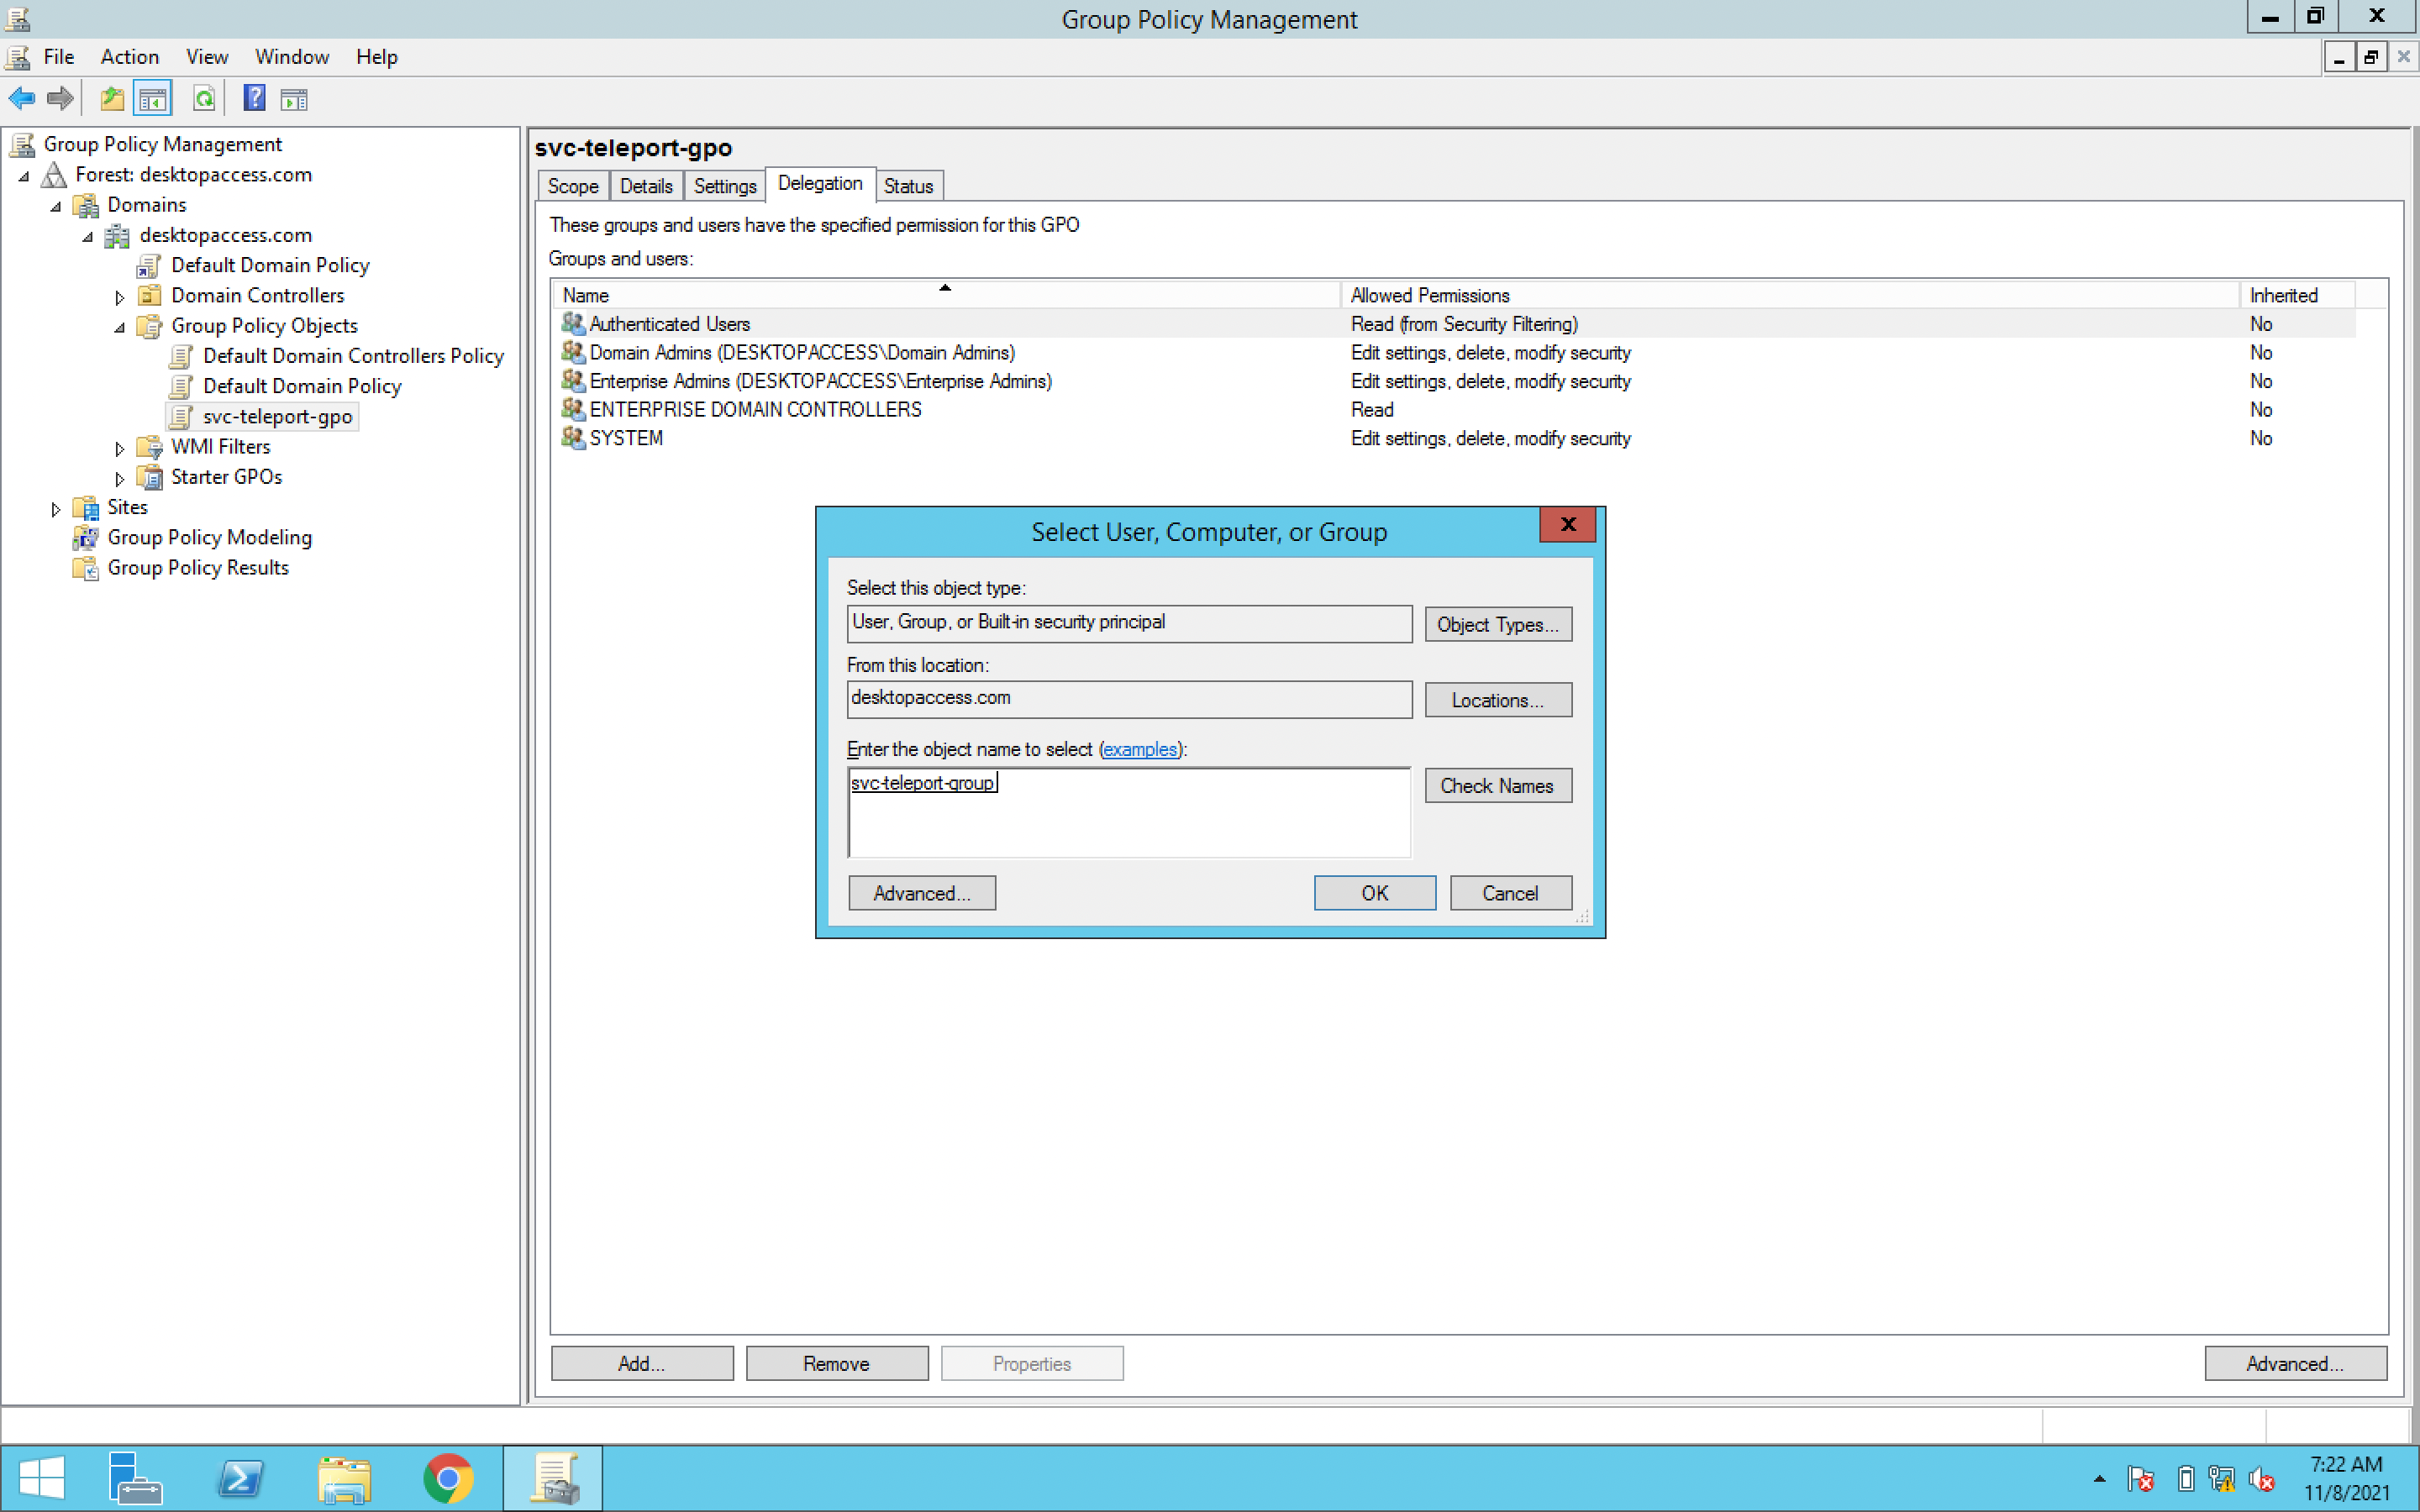 Group Policy Management
File Action View Window Help
Group Policy Management
Forest: desktopaccess.com
Domains
desktopaccess.com
Default Domain Policy
Domain Controllers
Group Policy Objects
Default Domain Controllers Policy
Default Domain Policy
svc-teleport-gpo
WMI Filters
Starter GPOs
Sites
Group Policy Modeling
Group Policy Results
svc-teleport-gpo
Scope Details Settings Delegation Status
These groups and users have the specified permission for this GPO
Groups and users:
Name Allowed Permissions Inherited
Authenticated Users Read (from Security Filtering) No
Domain Admins (DESKTOPACCESS\Domain Admins) Edit settings, delete, modify security No
Enterprise Admins (DESKTOPACCESS\Enterprise Admins) Edit settings, delete, modify security No
ENTERPRISE DOMAIN CONTROLLERS Read No
SYSTEM Edit settings, delete, modify security No
Select User, Computer, or Group
Select this object type:
User, Group, or Built-in security principal Object Types...
From this location:
desktopaccess.com Locations...
Enter the object name to select (examples):
svc-teleport-group Check Names
Advanced... OK Cancel
Add... Remove Properties Advanced...
7:22 AM
11/8/2021